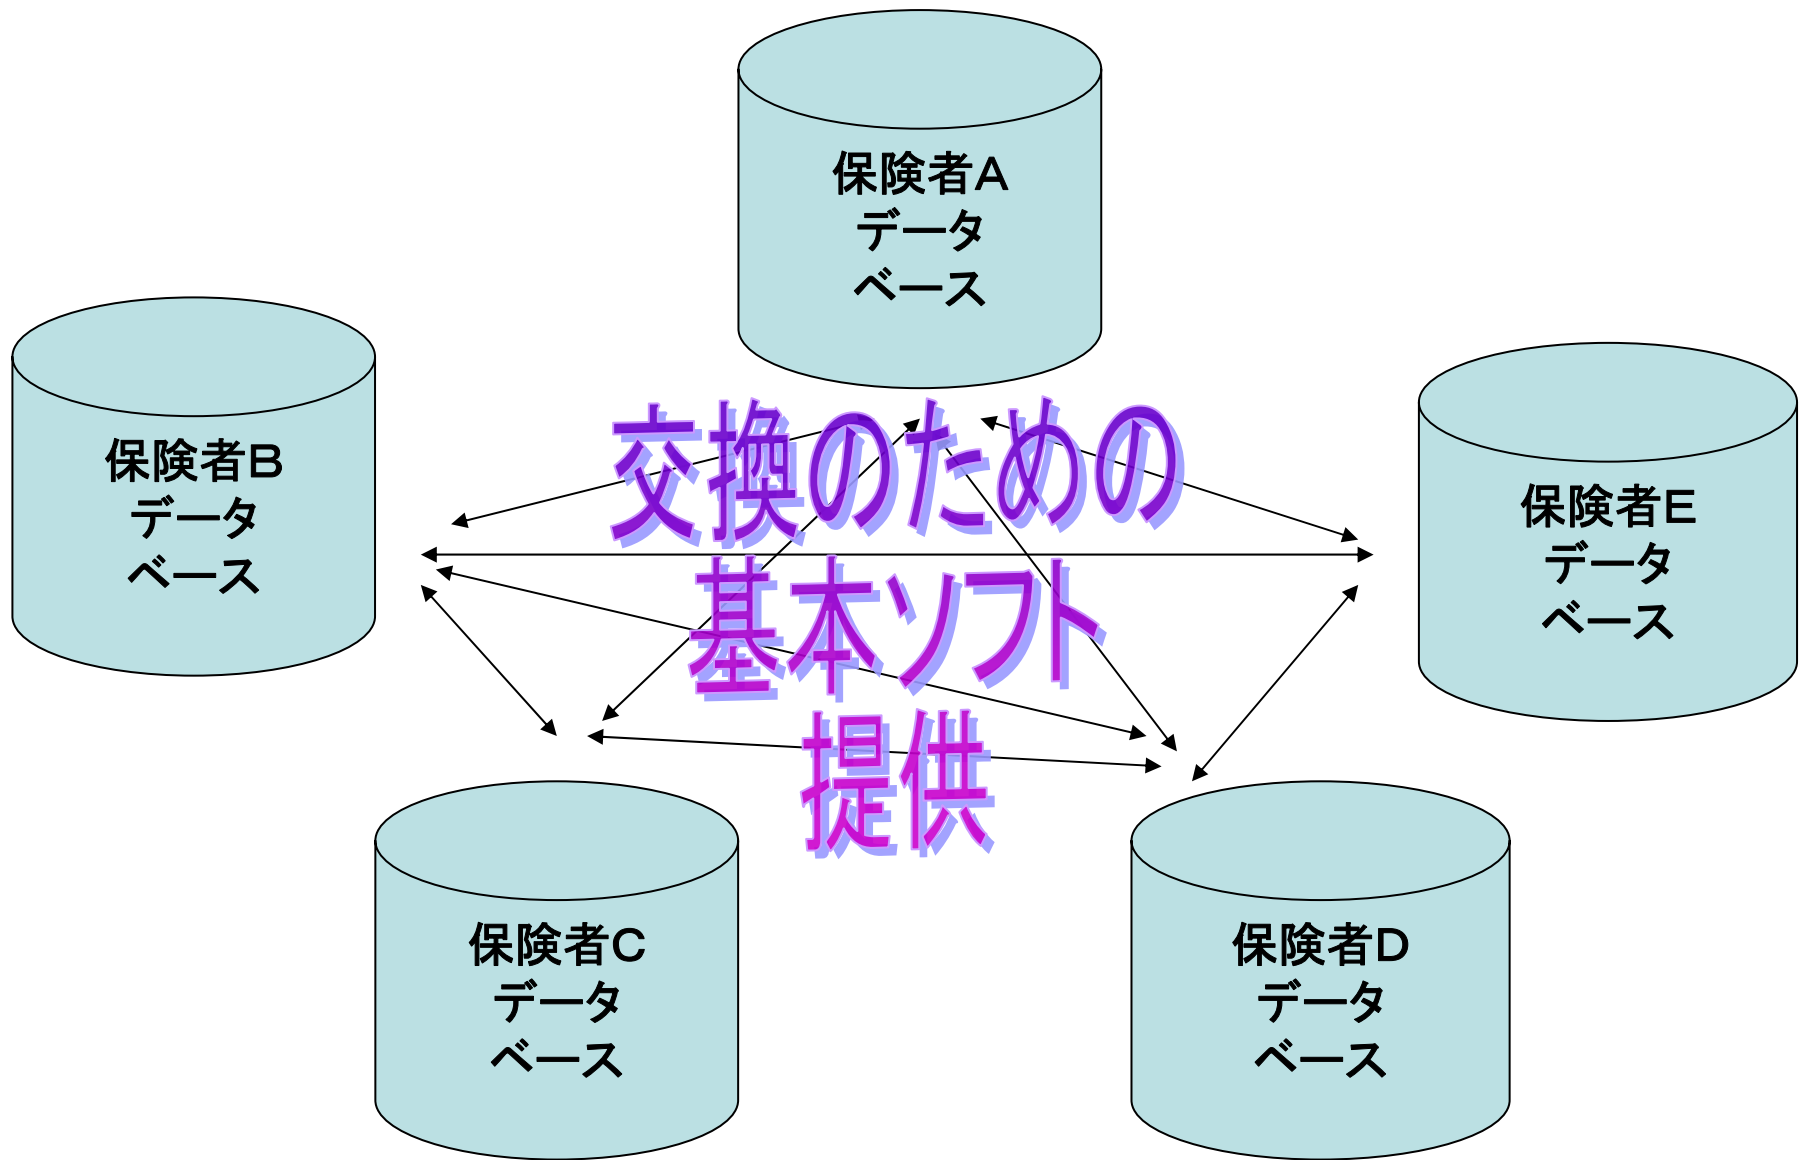 保険者A
データ
ベース
保険者B
データ
ベース
交換のための
基本ソフト
提供
保険者E
データ
ベース
保険者C
データ
ベース
保険者D
データ
ベース